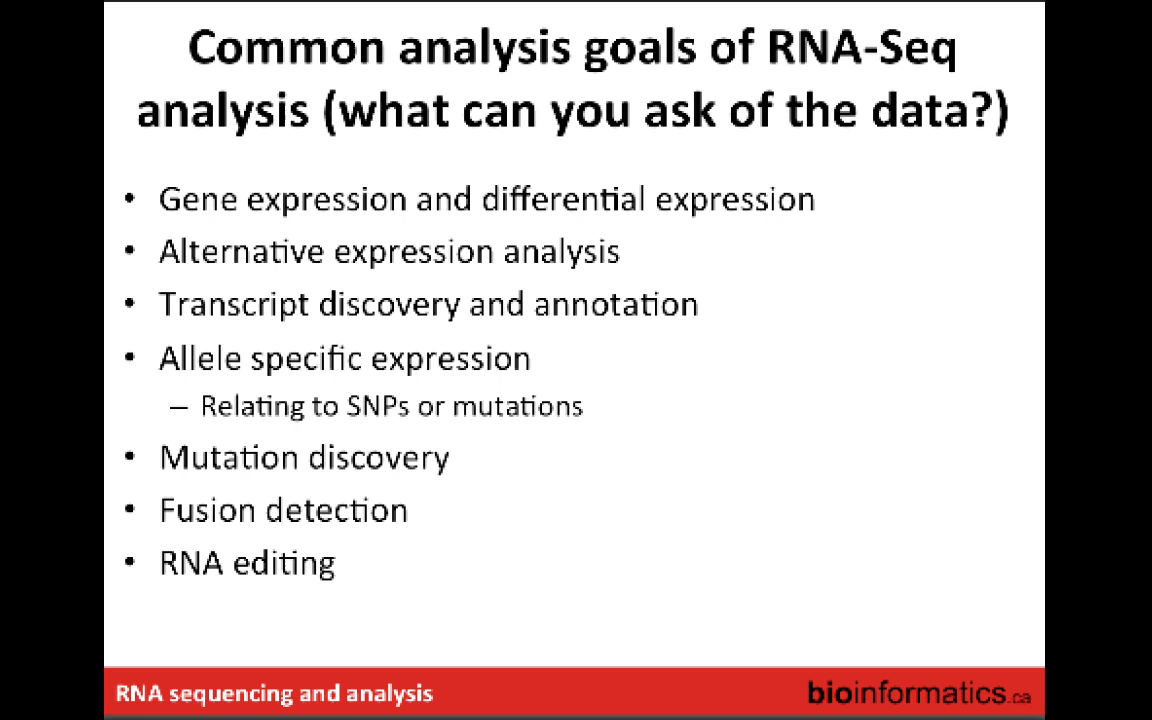 Common analysis goals of RNA-Seq
analysis (what can you ask of the data?)
• Gene expression and differential expression
• Alternative expression analysis
• Transcript discovery and annotation
• Allele specific expression
– Relating to SNPs or mutations
• Mutation discovery
• Fusion detection
• RNA editing
RNA sequencing and analysis
bioinformatics.ca